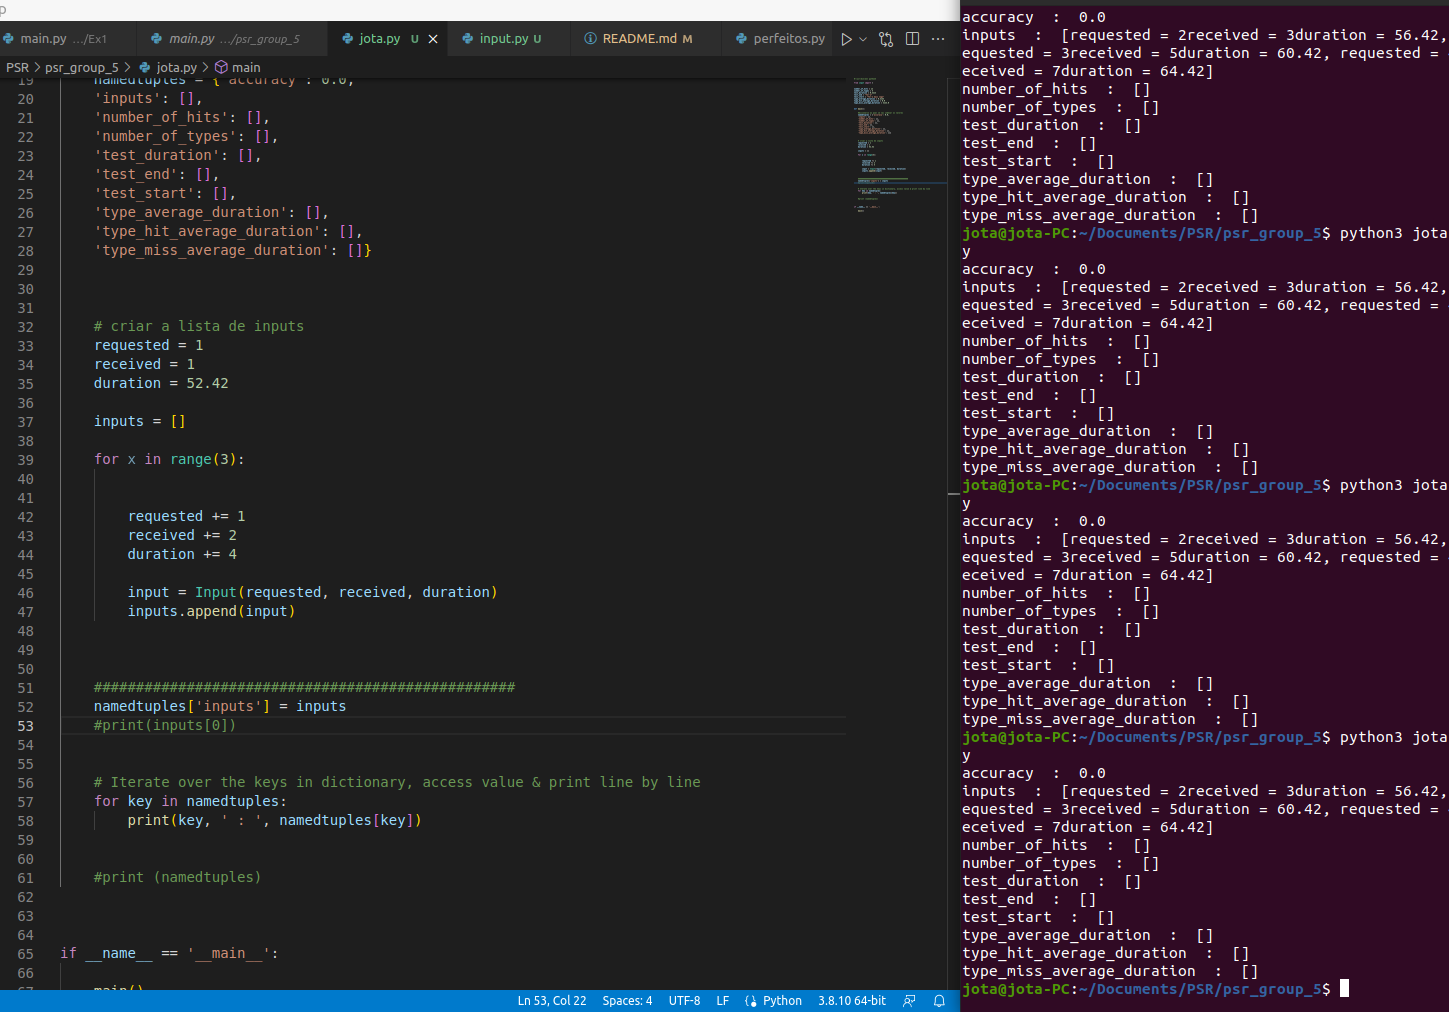 main.py .../Ex1
main.py .../psr_group_5
jota.py U
input.py U
README.md M
perfeitos.py
PSR > psr_group_5 > jota.py > main
19 namedtuples = { 'accuracy': 0.0,
20 'inputs': [],
21 'number_of_hits': [],
22 'number_of_types': [],
23 'test_duration': [],
24 'test_end': [],
25 'test_start': [],
26 'type_average_duration': [],
27 'type_hit_average_duration': [],
28 'type_miss_average_duration': []}
29
30
31
32 # criar a lista de inputs
33 requested = 1
34 received = 1
35 duration = 52.42
36
37 inputs = []
38
39 for x in range(3):
40
41
42 requested += 1
43 received += 2
44 duration += 4
45
46 input = Input(requested, received, duration)
47 inputs.append(input)
48
49
50
51 ##################################################
52 namedtuples['inputs'] = inputs
53 #print(inputs[0])
54
55
56 # Iterate over the keys in dictionary, access value & print line by line
57 for key in namedtuples:
58 print(key, ' : ', namedtuples[key])
59
60
61 #print (namedtuples)
62
63
64
65 if __name__ == '__main__':
66
67 main()
Ln 53, Col 22 Spaces: 4 UTF-8 LF Python 3.8.10 64-bit
accuracy : 0.0
inputs : [requested = 2received = 3duration = 56.42,
equested = 3received = 5duration = 60.42, requested =
eceived = 7duration = 64.42]
number_of_hits : []
number_of_types : []
test_duration : []
test_end : []
test_start : []
type_average_duration : []
type_hit_average_duration : []
type_miss_average_duration : []
jota@jota-PC:~/Documents/PSR/psr_group_5$ python3 jota
y
accuracy : 0.0
inputs : [requested = 2received = 3duration = 56.42,
equested = 3received = 5duration = 60.42, requested =
eceived = 7duration = 64.42]
number_of_hits : []
number_of_types : []
test_duration : []
test_end : []
test_start : []
type_average_duration : []
type_hit_average_duration : []
type_miss_average_duration : []
jota@jota-PC:~/Documents/PSR/psr_group_5$ python3 jota
y
accuracy : 0.0
inputs : [requested = 2received = 3duration = 56.42,
equested = 3received = 5duration = 60.42, requested =
eceived = 7duration = 64.42]
number_of_hits : []
number_of_types : []
test_duration : []
test_end : []
test_start : []
type_average_duration : []
type_hit_average_duration : []
type_miss_average_duration : []
jota@jota-PC:~/Documents/PSR/psr_group_5$ python3 jota
y
accuracy : 0.0
inputs : [requested = 2received = 3duration = 56.42,
equested = 3received = 5duration = 60.42, requested =
eceived = 7duration = 64.42]
number_of_hits : []
number_of_types : []
test_duration : []
test_end : []
test_start : []
type_average_duration : []
type_hit_average_duration : []
type_miss_average_duration : []
jota@jota-PC:~/Documents/PSR/psr_group_5$